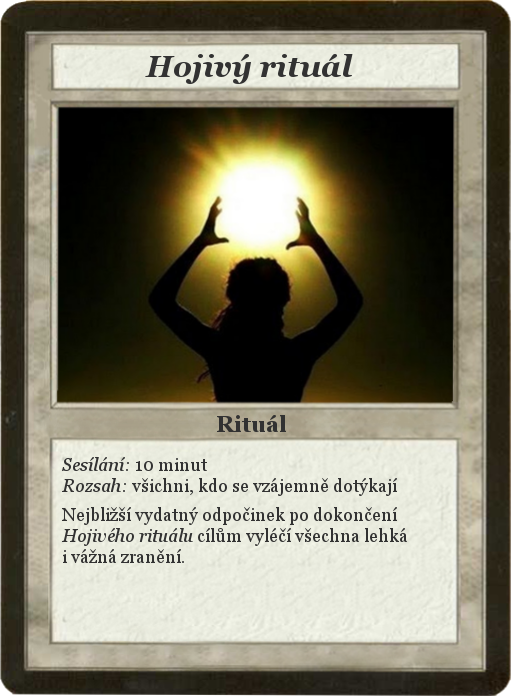 Hojivý rituál
Rituál
Sesílání: 10 minut
Rozsah: všichni, kdo se vzájemně dotýkají
Nejbližší vydatný odpočinek po dokončení
Hojivého rituálu cílům vyléčí všechna lehká
i vážná zranění.